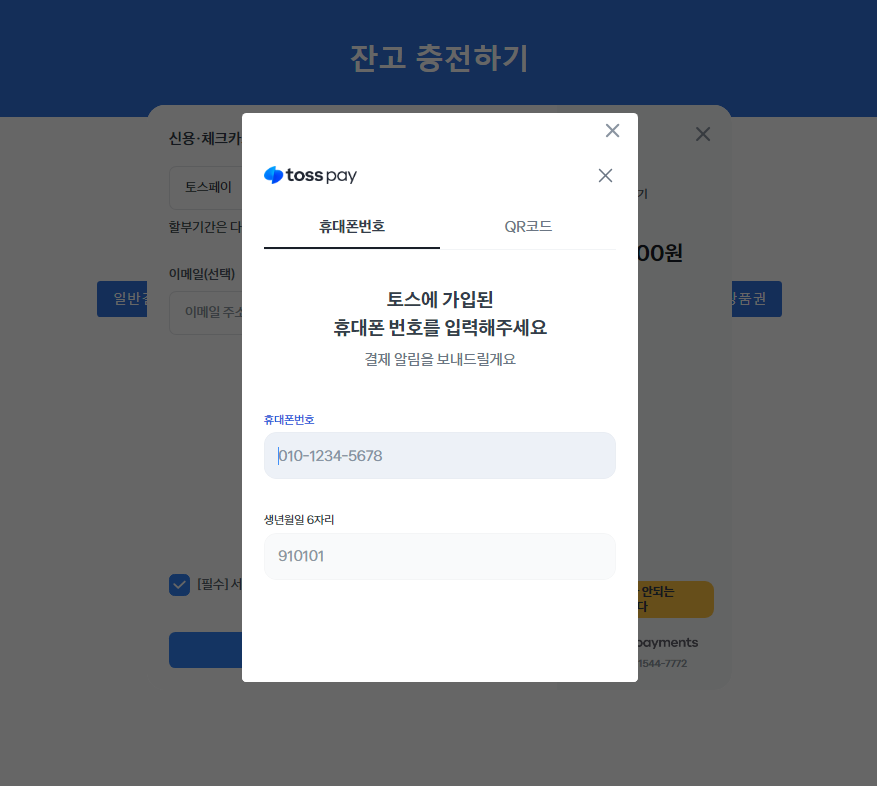 잔고 충전하기
신용·체크카
토스페이
할부기간은 다
이메일(선택)
이메일 주소
일반결
[필수] 서
toss pay
휴대폰번호
QR코드
토스에 가입된
휴대폰 번호를 입력해주세요
결제 알림을 보내드릴게요
휴대폰번호
010-1234-5678
생년월일 6자리
910101
기
00원
상품권
안되는
다
payments
1544-7772